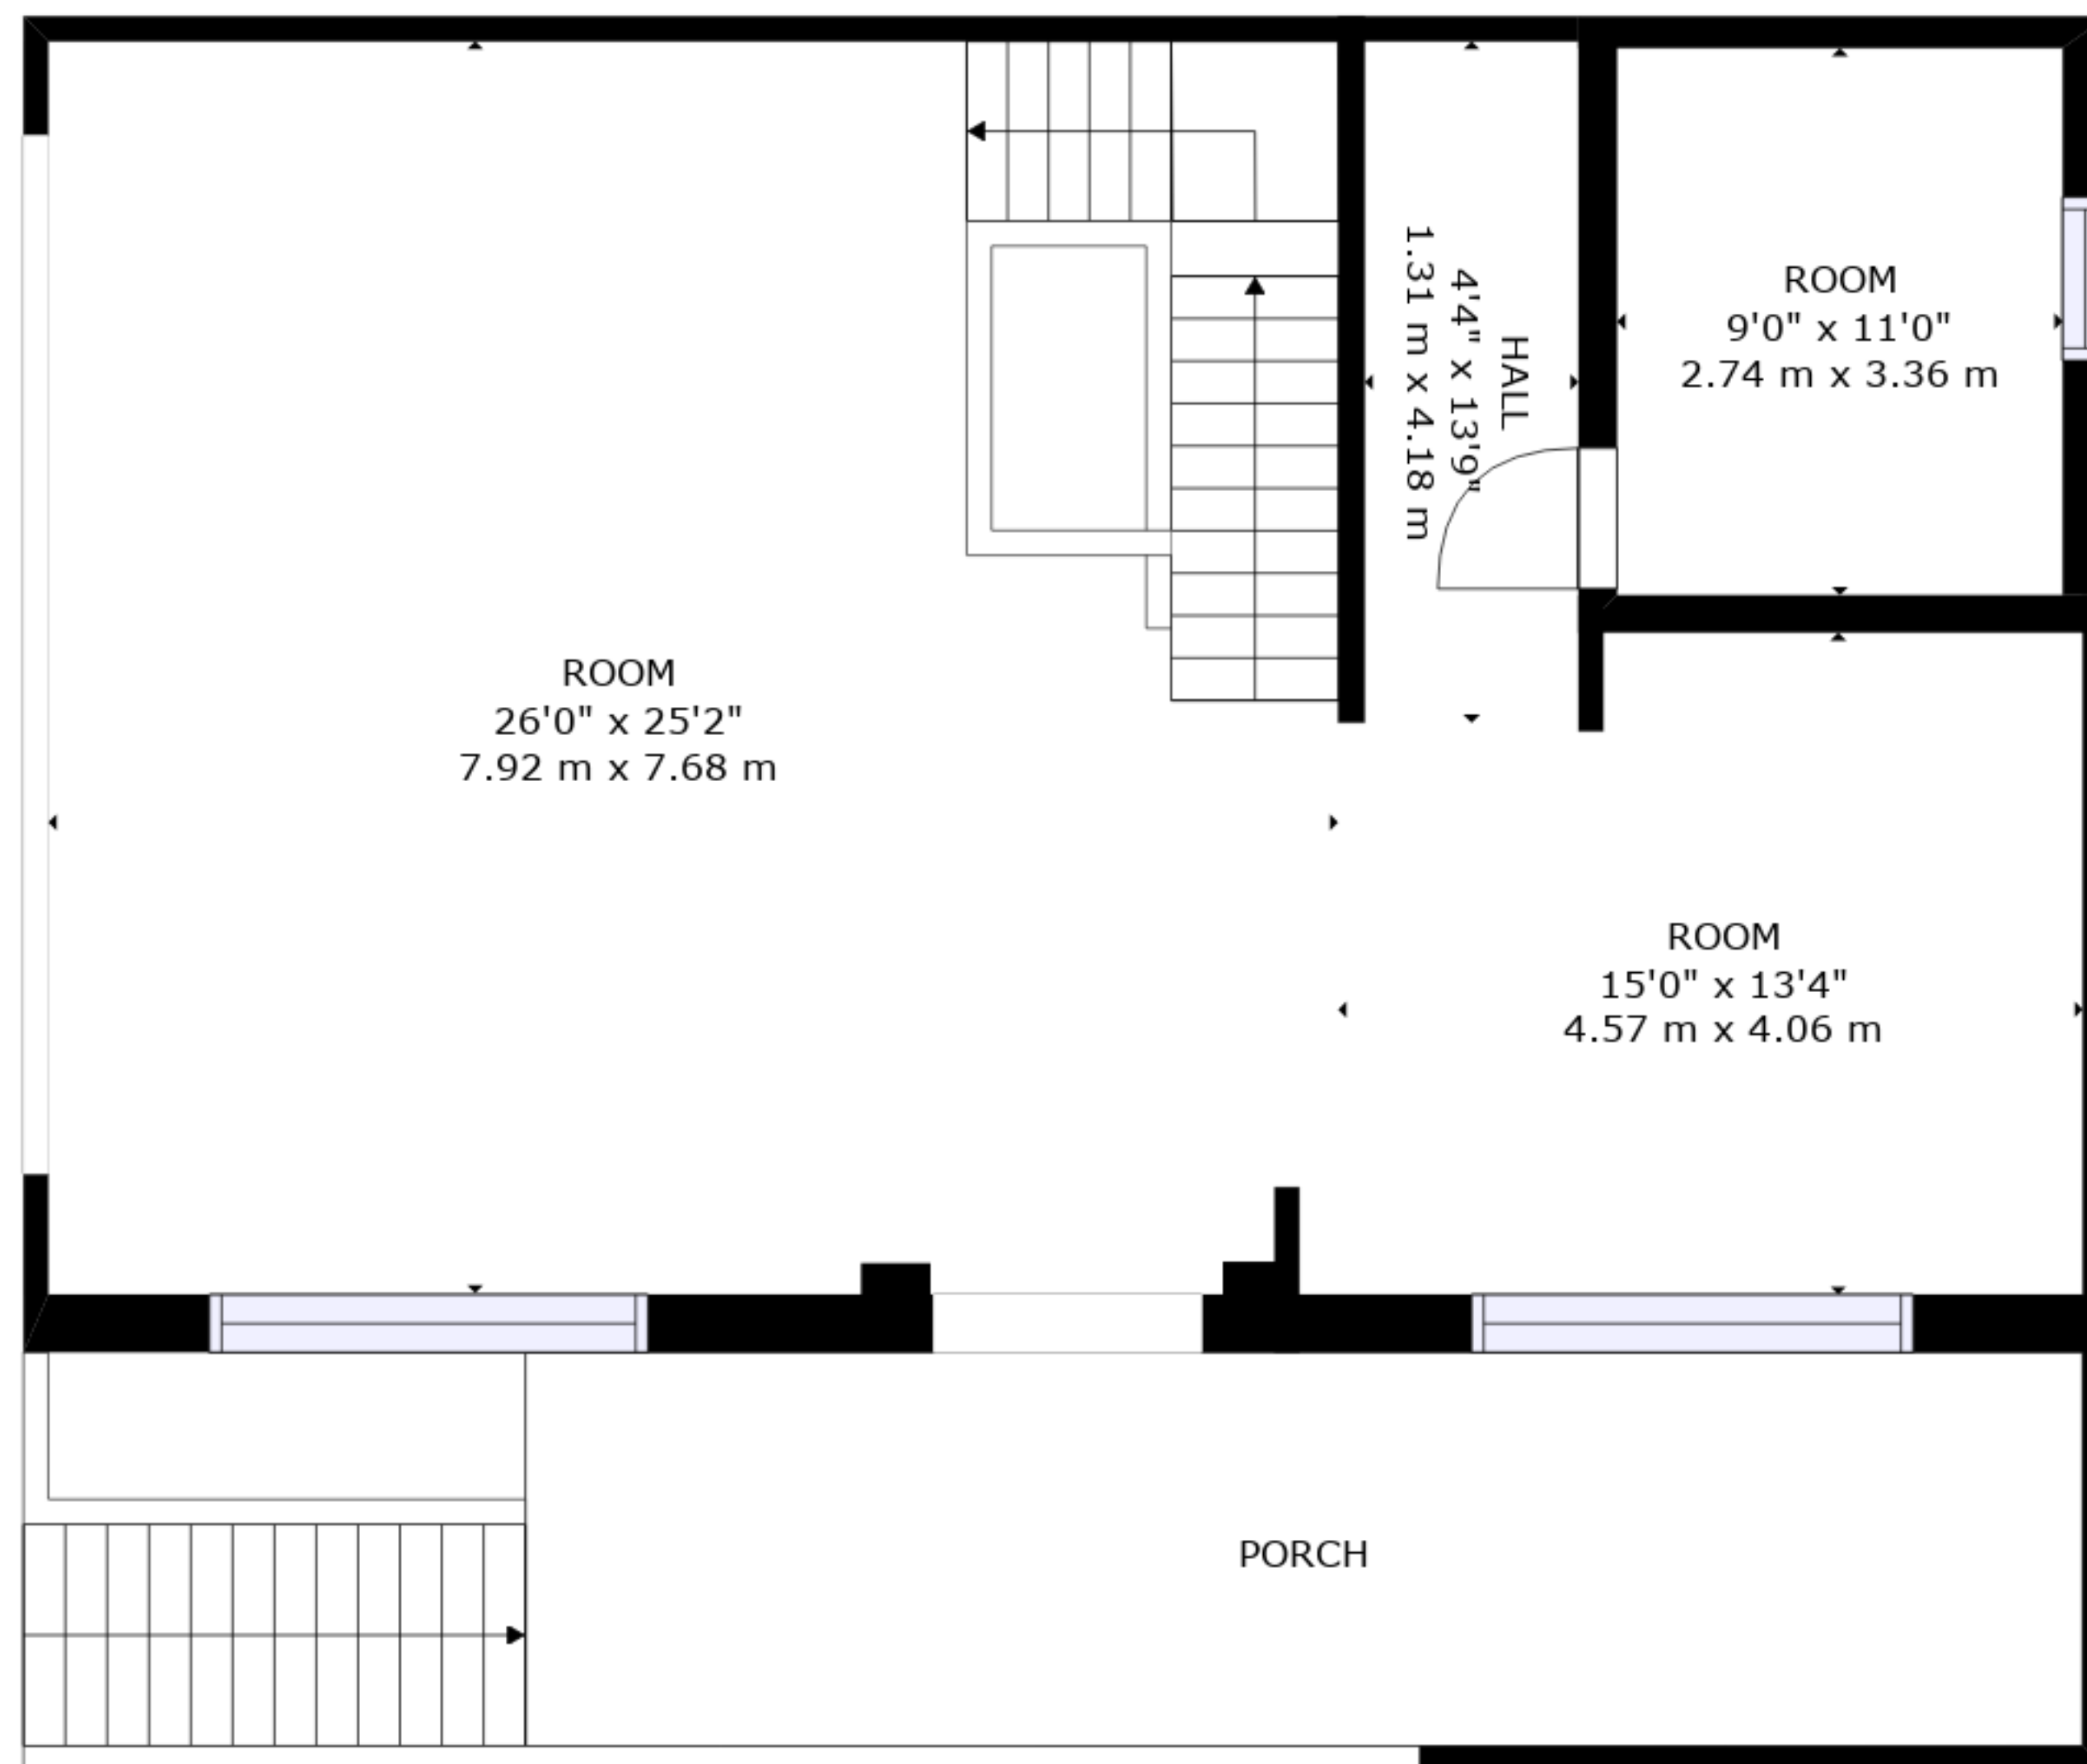 ROOM
9'0" x 11'0"
2.74 m x 3.36 m
HALL
4'4" x 13'9"
1.31 m x 4.18 m
ROOM
26'0" x 25'2"
7.92 m x 7.68 m
ROOM
15'0" x 13'4"
4.57 m x 4.06 m
PORCH